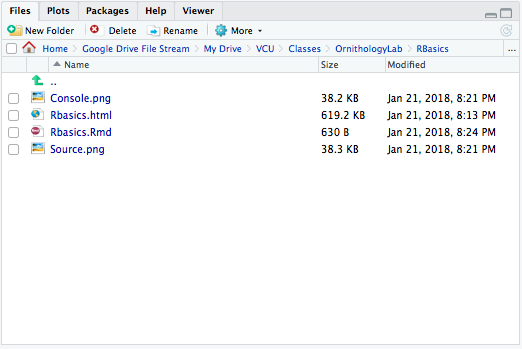 Files Plots Packages Help Viewer
New Folder Delete Rename More
Home Google Drive File Stream My Drive VCU Classes OrnithologyLab RBasics ...
Name Size Modified
..
Console.png 38.2 KB Jan 21, 2018, 8:21 PM
Rbasics.html 619.2 KB Jan 21, 2018, 8:13 PM
Rbasics.Rmd 630 B Jan 21, 2018, 8:24 PM
Source.png 38.3 KB Jan 21, 2018, 8:21 PM